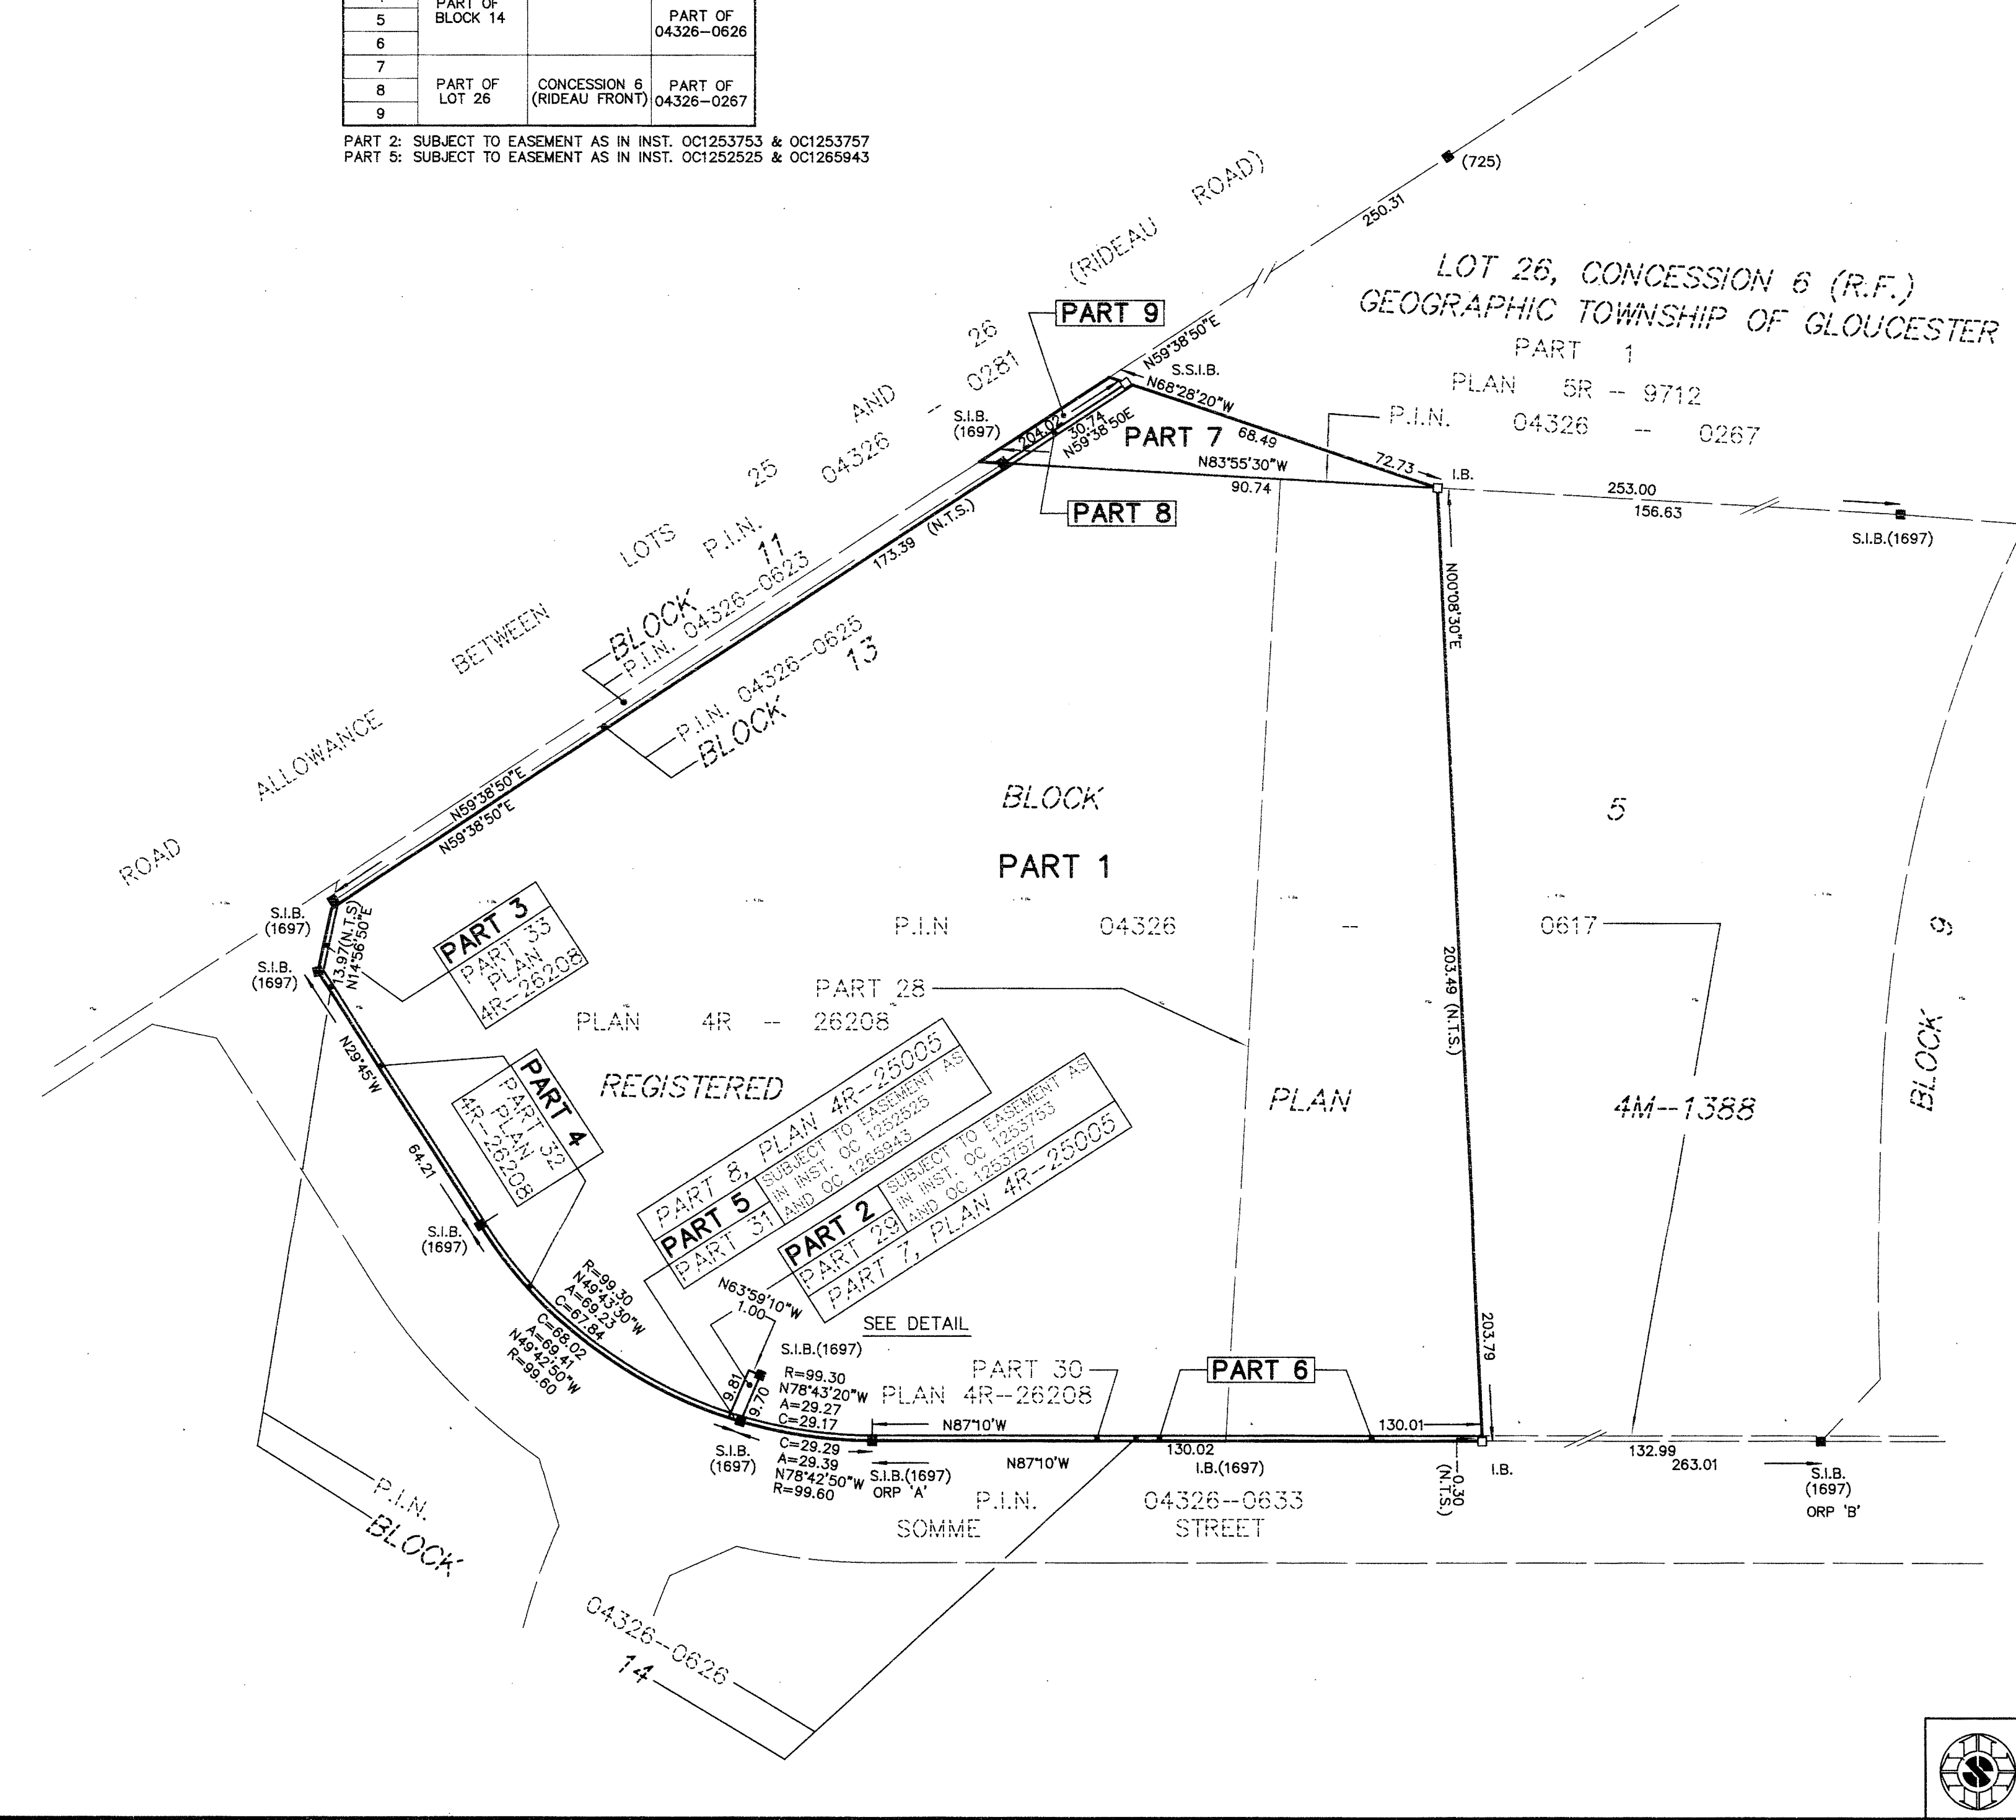 PART OF
BLOCK 14
5
6
PART OF
04326-0626
7
8
9
PART OF
LOT 26
CONCESSION 6
(RIDEAU FRONT)
PART OF
04326-0267
PART 2: SUBJECT TO EASEMENT AS IN INST. OC1253753 & OC1253757
PART 5: SUBJECT TO EASEMENT AS IN INST. OC1252525 & OC1265943
(725)
250.31
(RIDEAU ROAD)
LOT 26, CONCESSION 6 (R.F.)
GEOGRAPHIC TOWNSHIP OF GLOUCESTER
PART 1
PLAN 5R -- 9712
P.I.N. 04326 -- 0267
PART 9
N59°38'50"E
S.S.I.B.
N68°28'20"W
26
AND
25
LOTS
BETWEEN
ALLOWANCE
ROAD
P.I.N. 04326 -- 0281
S.I.B.
(1697)
204.02
30.74
N59°38'50E
PART 7
68.49
72.73
N83°55'30"W
90.74
I.B.
253.00
156.63
S.I.B.(1697)
PART 8
173.39 (N.T.S.)
11
BLOCK
P.I.N. 04326--0623
P.I.N. 04326--0625
BLOCK
13
N00°08'30"E
N59°38'50"E
N59°38'50"E
BLOCK
5
PART 1
P.I.N 04326 -- 0617
S.I.B.
(1697)
S.I.B.
(1697)
13.97(N.T.S)
N14°56'50"E
PART 3
PART 33
PLAN
4R--26208
203.49 (N.T.S.)
PART 28
PLAN 4R -- 26208
BLOCK 9
N29°45'W
64.21
PART 4
PART 32
PLAN
4R--26208
REGISTERED
PLAN
4M--1388
PART 8, PLAN 4R--25005
PART 5
PART 31
SUBJECT TO EASEMENT AS
IN INST. OC 1252525
AND OC 1265943
PART 2
PART 29
SUBJECT TO EASEMENT AS
IN INST. OC 1253753
AND OC 1253757
PART 7, PLAN 4R--25005
S.I.B.
(1697)
R=99.30
N49°43'30"W
A=69.23
C=67.84
C=68.02
A=69.41
N49°42'50"W
R=99.60
N63°59'10"W
1.00
SEE DETAIL
S.I.B.(1697)
9.81
9.70
R=99.30
N78°43'20"W
A=29.27
C=29.17
C=29.29
A=29.39
N78°42'50"W
R=99.60
S.I.B.
(1697)
PART 30
PLAN 4R--26208
PART 6
203.79
N87°10'W
130.01
130.02
N87°10'W
S.I.B.(1697)
ORP 'A'
I.B.(1697)
0.30
(N.T.S.)
I.B.
132.99
263.01
S.I.B.
(1697)
ORP 'B'
P.I.N. 04326--0633
SOMME STREET
P.I.N.
BLOCK
04326--0626
14